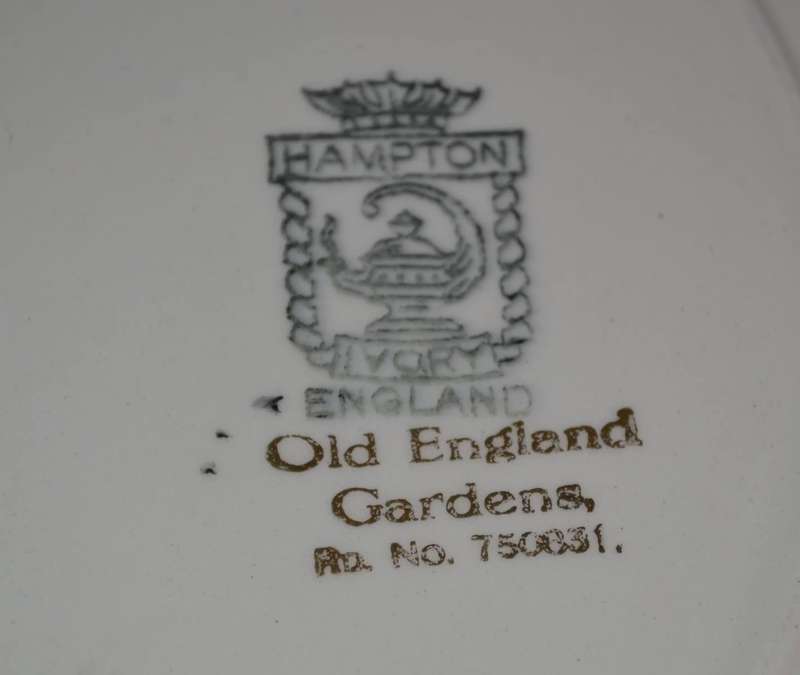 HAMPTON
IVORY
ENGLAND
Old England
Gardens,
RD. No. 750031.